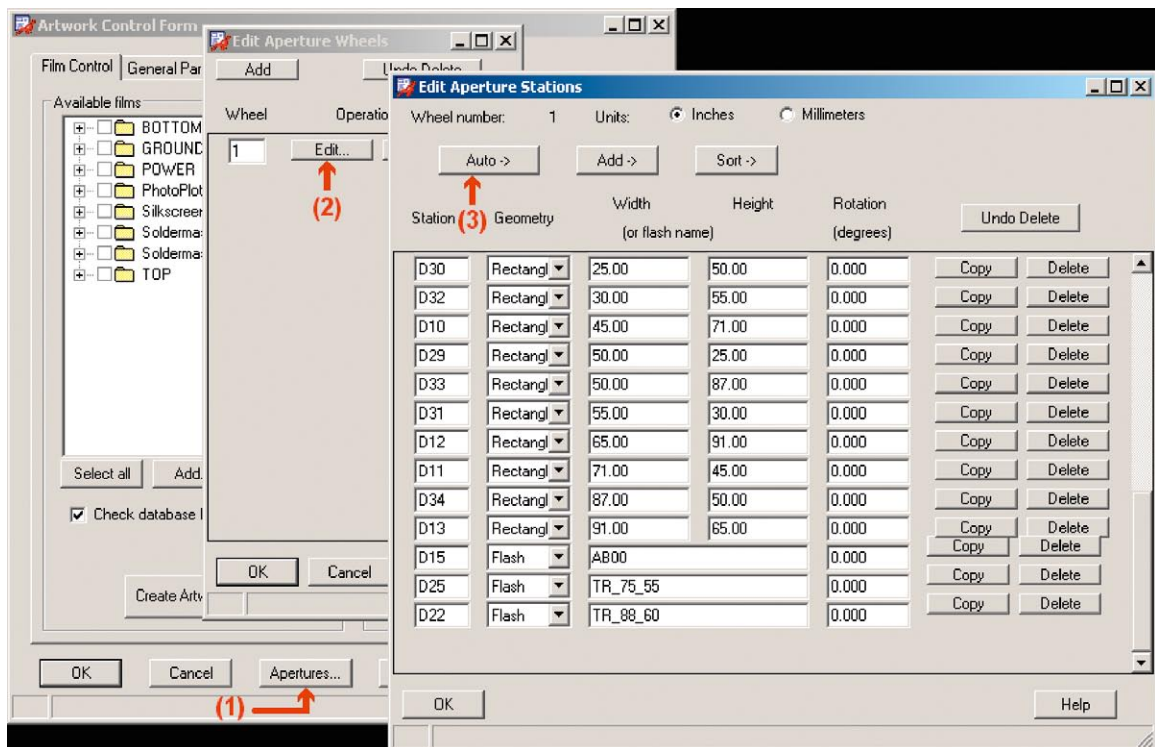 Artwork Control Form
Film Control
General Par
Available films
BOTTOM
GROUND
POWER
PhotoPlot
Silkscreen
Solderma
Solderma
TOP
Select all
Add.
Check database
Create Artw
OK
Cancel
Apertures...
(1)
Edit Aperture Wheels
Add
Undo Delete
Wheel
Operatio
1
Edit...
(2)
OK
Cancel
Edit Aperture Stations
Wheel number: 1 Units: Inches Millimeters
Auto -> Add -> Sort ->
(3)
Station Geometry Width Height Rotation
(or flash name) (degrees)
Undo Delete
D30 Rectangl 25.00 50.00 0.000 Copy Delete
D32 Rectangl 30.00 55.00 0.000 Copy Delete
D10 Rectangl 45.00 71.00 0.000 Copy Delete
D29 Rectangl 50.00 25.00 0.000 Copy Delete
D33 Rectangl 50.00 87.00 0.000 Copy Delete
D31 Rectangl 55.00 30.00 0.000 Copy Delete
D12 Rectangl 65.00 91.00 0.000 Copy Delete
D11 Rectangl 71.00 45.00 0.000 Copy Delete
D34 Rectangl 87.00 50.00 0.000 Copy Delete
D13 Rectangl 91.00 65.00 0.000 Copy Delete
D15 Flash AB00 0.000 Copy Delete
D25 Flash TR_75_55 0.000 Copy Delete
D22 Flash TR_88_60 0.000 Copy Delete
OK
Help